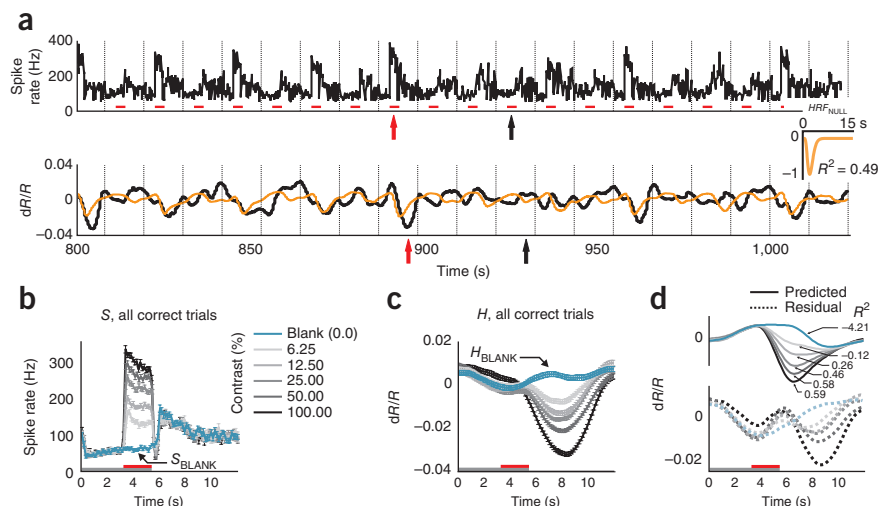 a
Spike
rate (Hz)
400
200
0
HRF_NULL
0 15 s
0
−1
R² = 0.49
dR/R
0.04
0
−0.04
800 850 900 950 1,000
Time (s)
b
S, all correct trials
Spike rate (Hz)
300
200
100
0
S_BLANK
0 2 4 6 8 10
Time (s)
Contrast (%)
Blank (0.0)
6.25
12.50
25.00
50.00
100.00
c
H, all correct trials
dR/R
0.02
0
−0.02
−0.04
H_BLANK
0 2 4 6 8 10
Time (s)
d
Predicted
Residual
R²
−4.21
−0.12
0.26
0.46
0.58
0.59
dR/R
0
0
−0.02
0 2 4 6 8 10
Time (s)